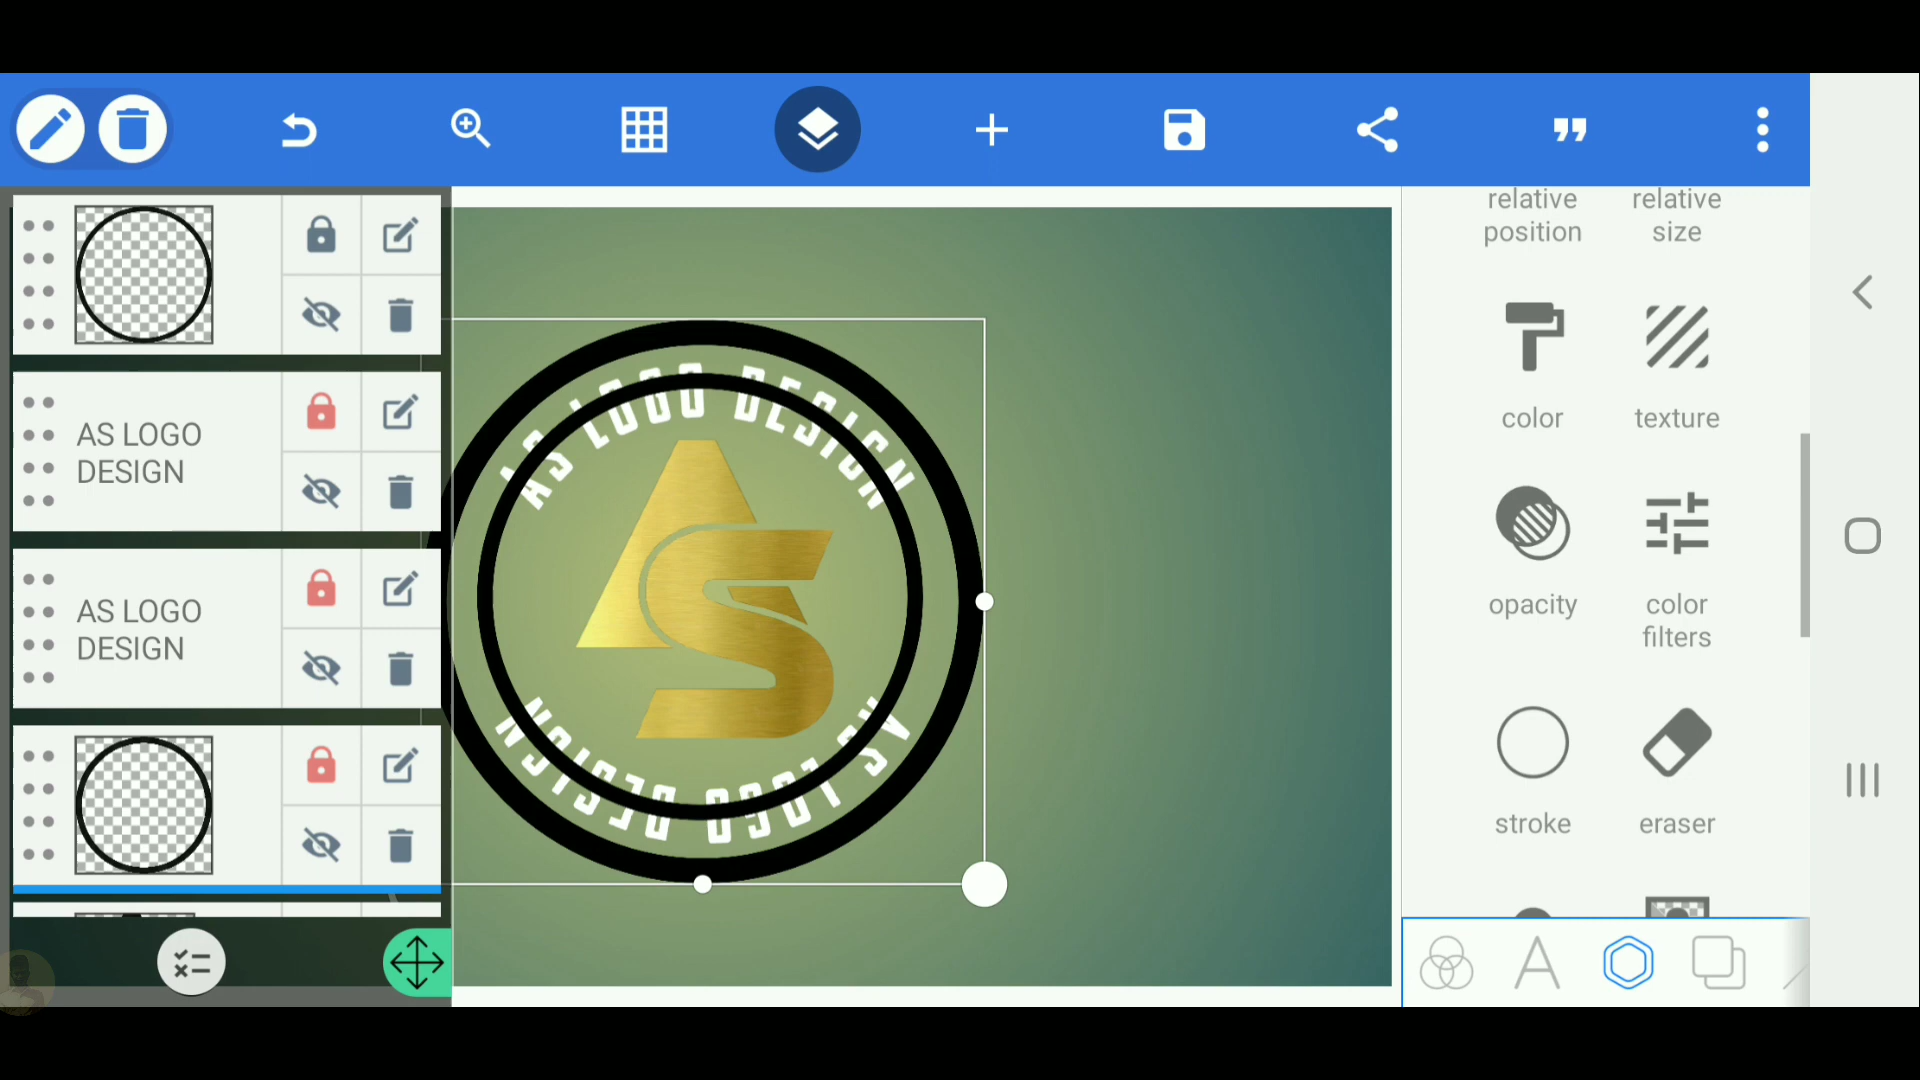 relative
position
relative
size
AS LOGO
DESIGN
AS LOGO
DESIGN
AS LOGO DESIGN
AS
AS LOGO DESIGN
color
texture
opacity
color
filters
stroke
eraser